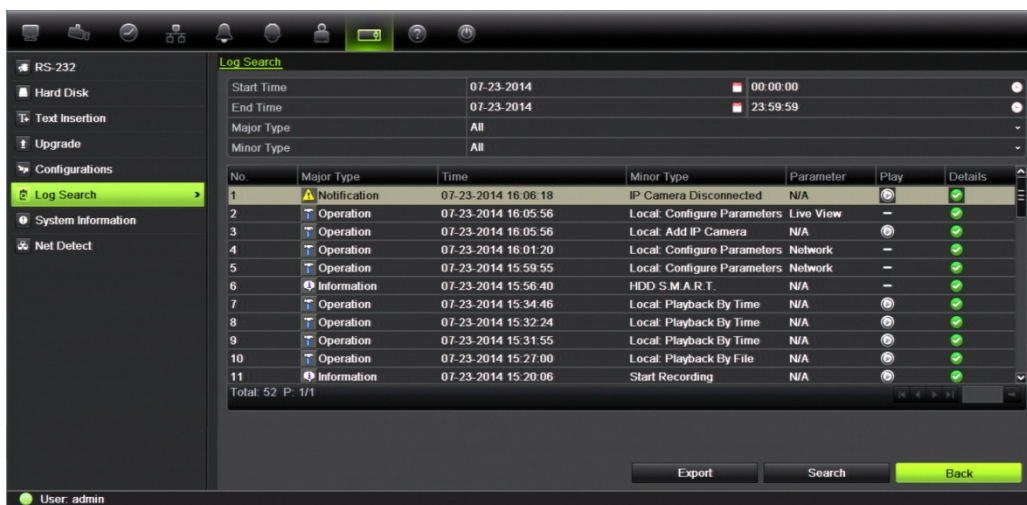 RS-232
Hard Disk
Text Insertion
Upgrade
Configurations
Log Search
System Information
Net Detect
Log Search
Start Time 07-23-2014 00:00:00
End Time 07-23-2014 23:59:59
Major Type All
Minor Type All
No. Major Type Time Minor Type Parameter Play Details
1 Notification 07-23-2014 16:06:18 IP Camera Disconnected N/A
2 Operation 07-23-2014 16:05:56 Local: Configure Parameters Live View –
3 Operation 07-23-2014 16:05:56 Local: Add IP Camera N/A
4 Operation 07-23-2014 16:01:20 Local: Configure Parameters Network –
5 Operation 07-23-2014 15:59:55 Local: Configure Parameters Network –
6 Information 07-23-2014 15:56:40 HDD S.M.A.R.T. N/A –
7 Operation 07-23-2014 15:34:46 Local: Playback By Time N/A
8 Operation 07-23-2014 15:32:24 Local: Playback By Time N/A
9 Operation 07-23-2014 15:31:55 Local: Playback By Time N/A
10 Operation 07-23-2014 15:27:00 Local: Playback By File N/A
11 Information 07-23-2014 15:20:06 Start Recording N/A
Total: 52 P: 1/1
Export Search Back
User: admin